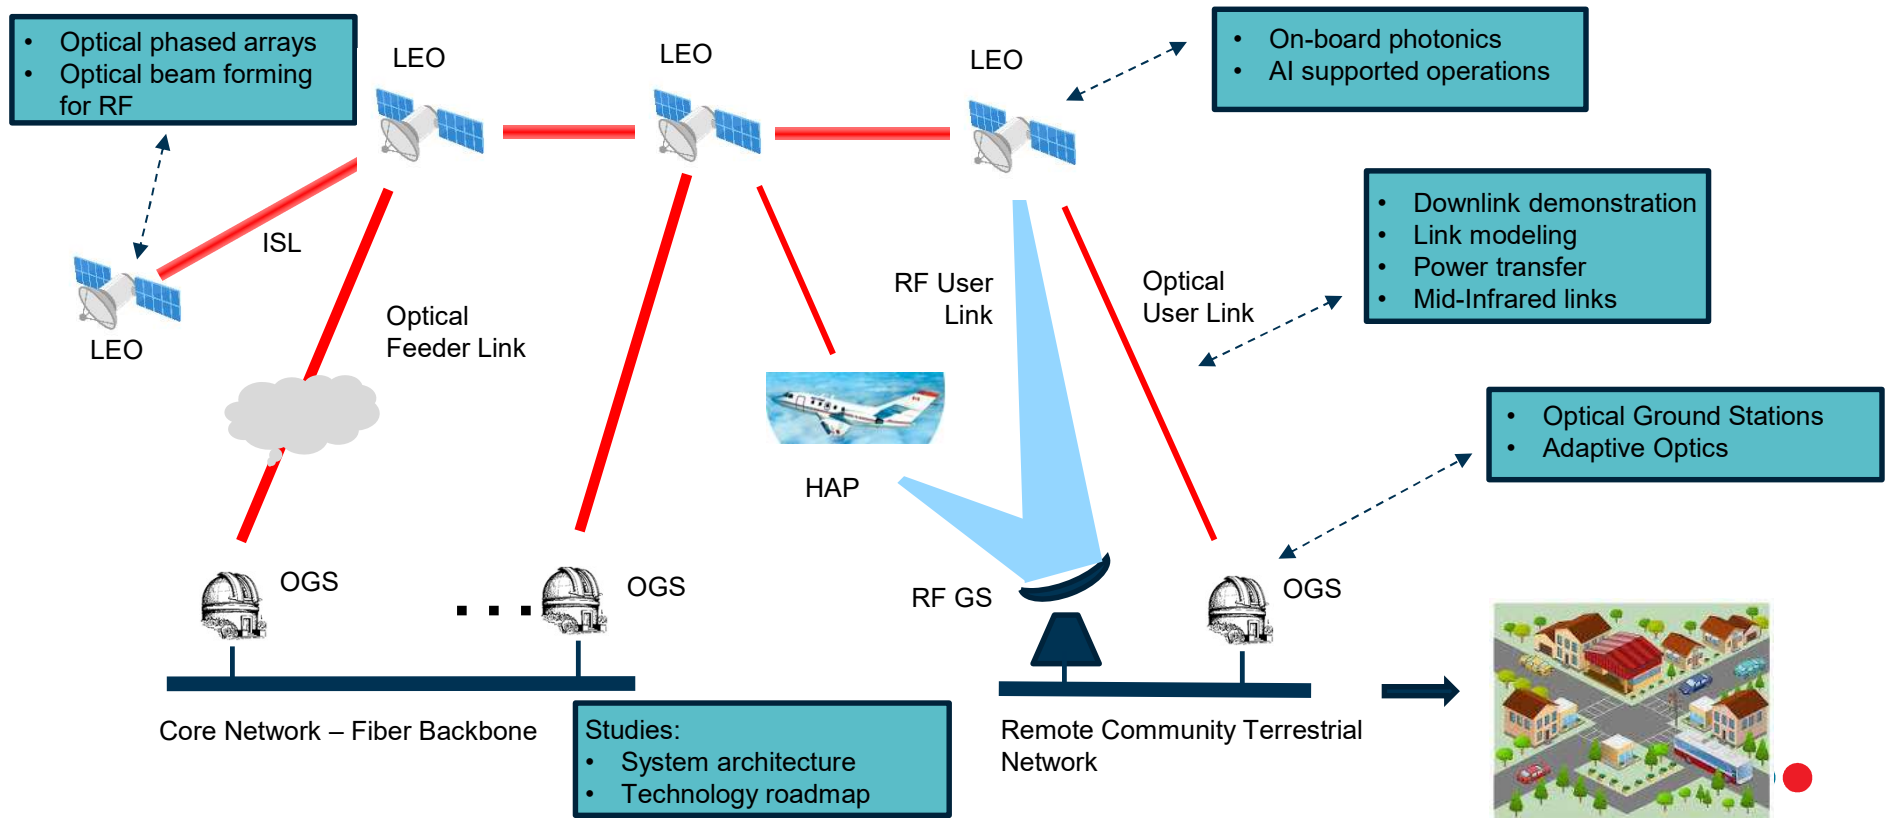 • Optical phased arrays
• Optical beam forming
for RF
LEO
LEO
LEO
• On-board photonics
• AI supported operations
ISL
LEO
Optical
Feeder Link
RF User
Link
Optical
User Link
• Downlink demonstration
• Link modeling
• Power transfer
• Mid-Infrared links
HAP
• Optical Ground Stations
• Adaptive Optics
OGS
OGS
RF GS
OGS
Core Network – Fiber Backbone
Studies:
• System architecture
• Technology roadmap
Remote Community Terrestrial
Network